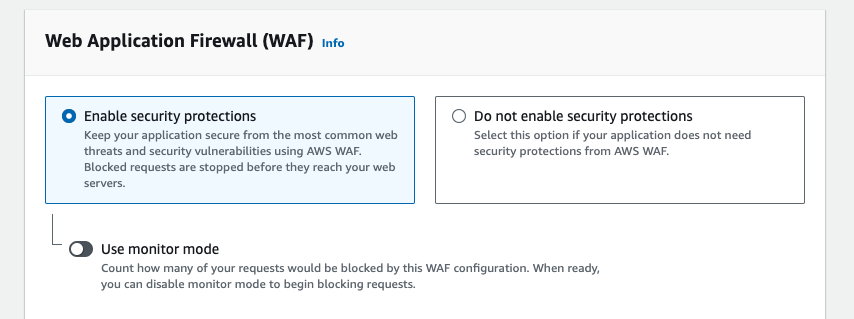 Web Application Firewall (WAF) Info
Enable security protections
Keep your application secure from the most common web
threats and security vulnerabilities using AWS WAF.
Blocked requests are stopped before they reach your web
servers.
Do not enable security protections
Select this option if your application does not need
security protections from AWS WAF.
Use monitor mode
Count how many of your requests would be blocked by this WAF configuration. When ready,
you can disable monitor mode to begin blocking requests.